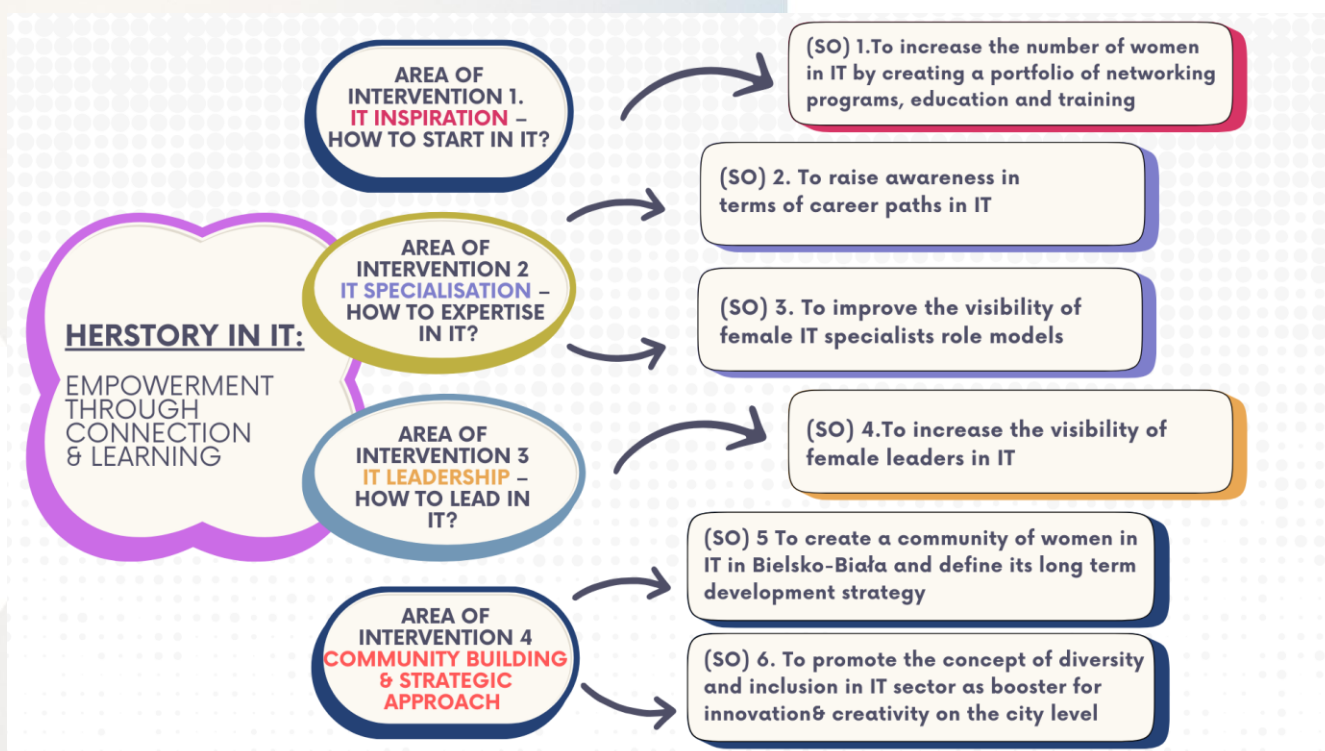 HERSTORY IN IT:
EMPOWERMENT
THROUGH
CONNECTION
& LEARNING
AREA OF
INTERVENTION 1.
IT INSPIRATION –
HOW TO START IN IT?
(SO) 1.To increase the number of women
in IT by creating a portfolio of networking
programs, education and training
AREA OF
INTERVENTION 2
IT SPECIALISATION –
HOW TO EXPERTISE
IN IT?
(SO) 2. To raise awareness in
terms of career paths in IT
(SO) 3. To improve the visibility of
female IT specialists role models
AREA OF
INTERVENTION 3
IT LEADERSHIP –
HOW TO LEAD IN
IT?
(SO) 4.To increase the visibility of
female leaders in IT
AREA OF
INTERVENTION 4
COMMUNITY BUILDING
& STRATEGIC
APPROACH
(SO) 5 To create a community of women in
IT in Bielsko-Biała and define its long term
development strategy
(SO) 6. To promote the concept of diversity
and inclusion in IT sector as booster for
innovation& creativity on the city level